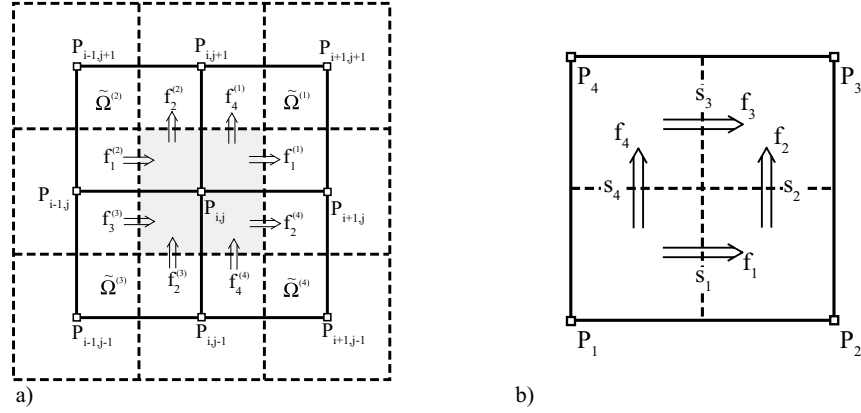 P_{i-1,j+1} P_{i,j+1} P_{i+1,j+1}
Ω̃^{(2)} f_2^{(2)} f_4^{(1)} Ω̃^{(1)}
f_1^{(2)} f_1^{(1)}
P_{i-1,j} P_{i,j} P_{i+1,j}
f_3^{(3)} f_2^{(4)}
Ω̃^{(3)} f_2^{(3)} f_4^{(4)} Ω̃^{(4)}
P_{i-1,j-1} P_{i,j-1} P_{i+1,j-1}
a)
P_4 P_3
s_3 f_3
f_4 f_2
s_4 s_2
s_1 f_1
P_1 P_2
b)